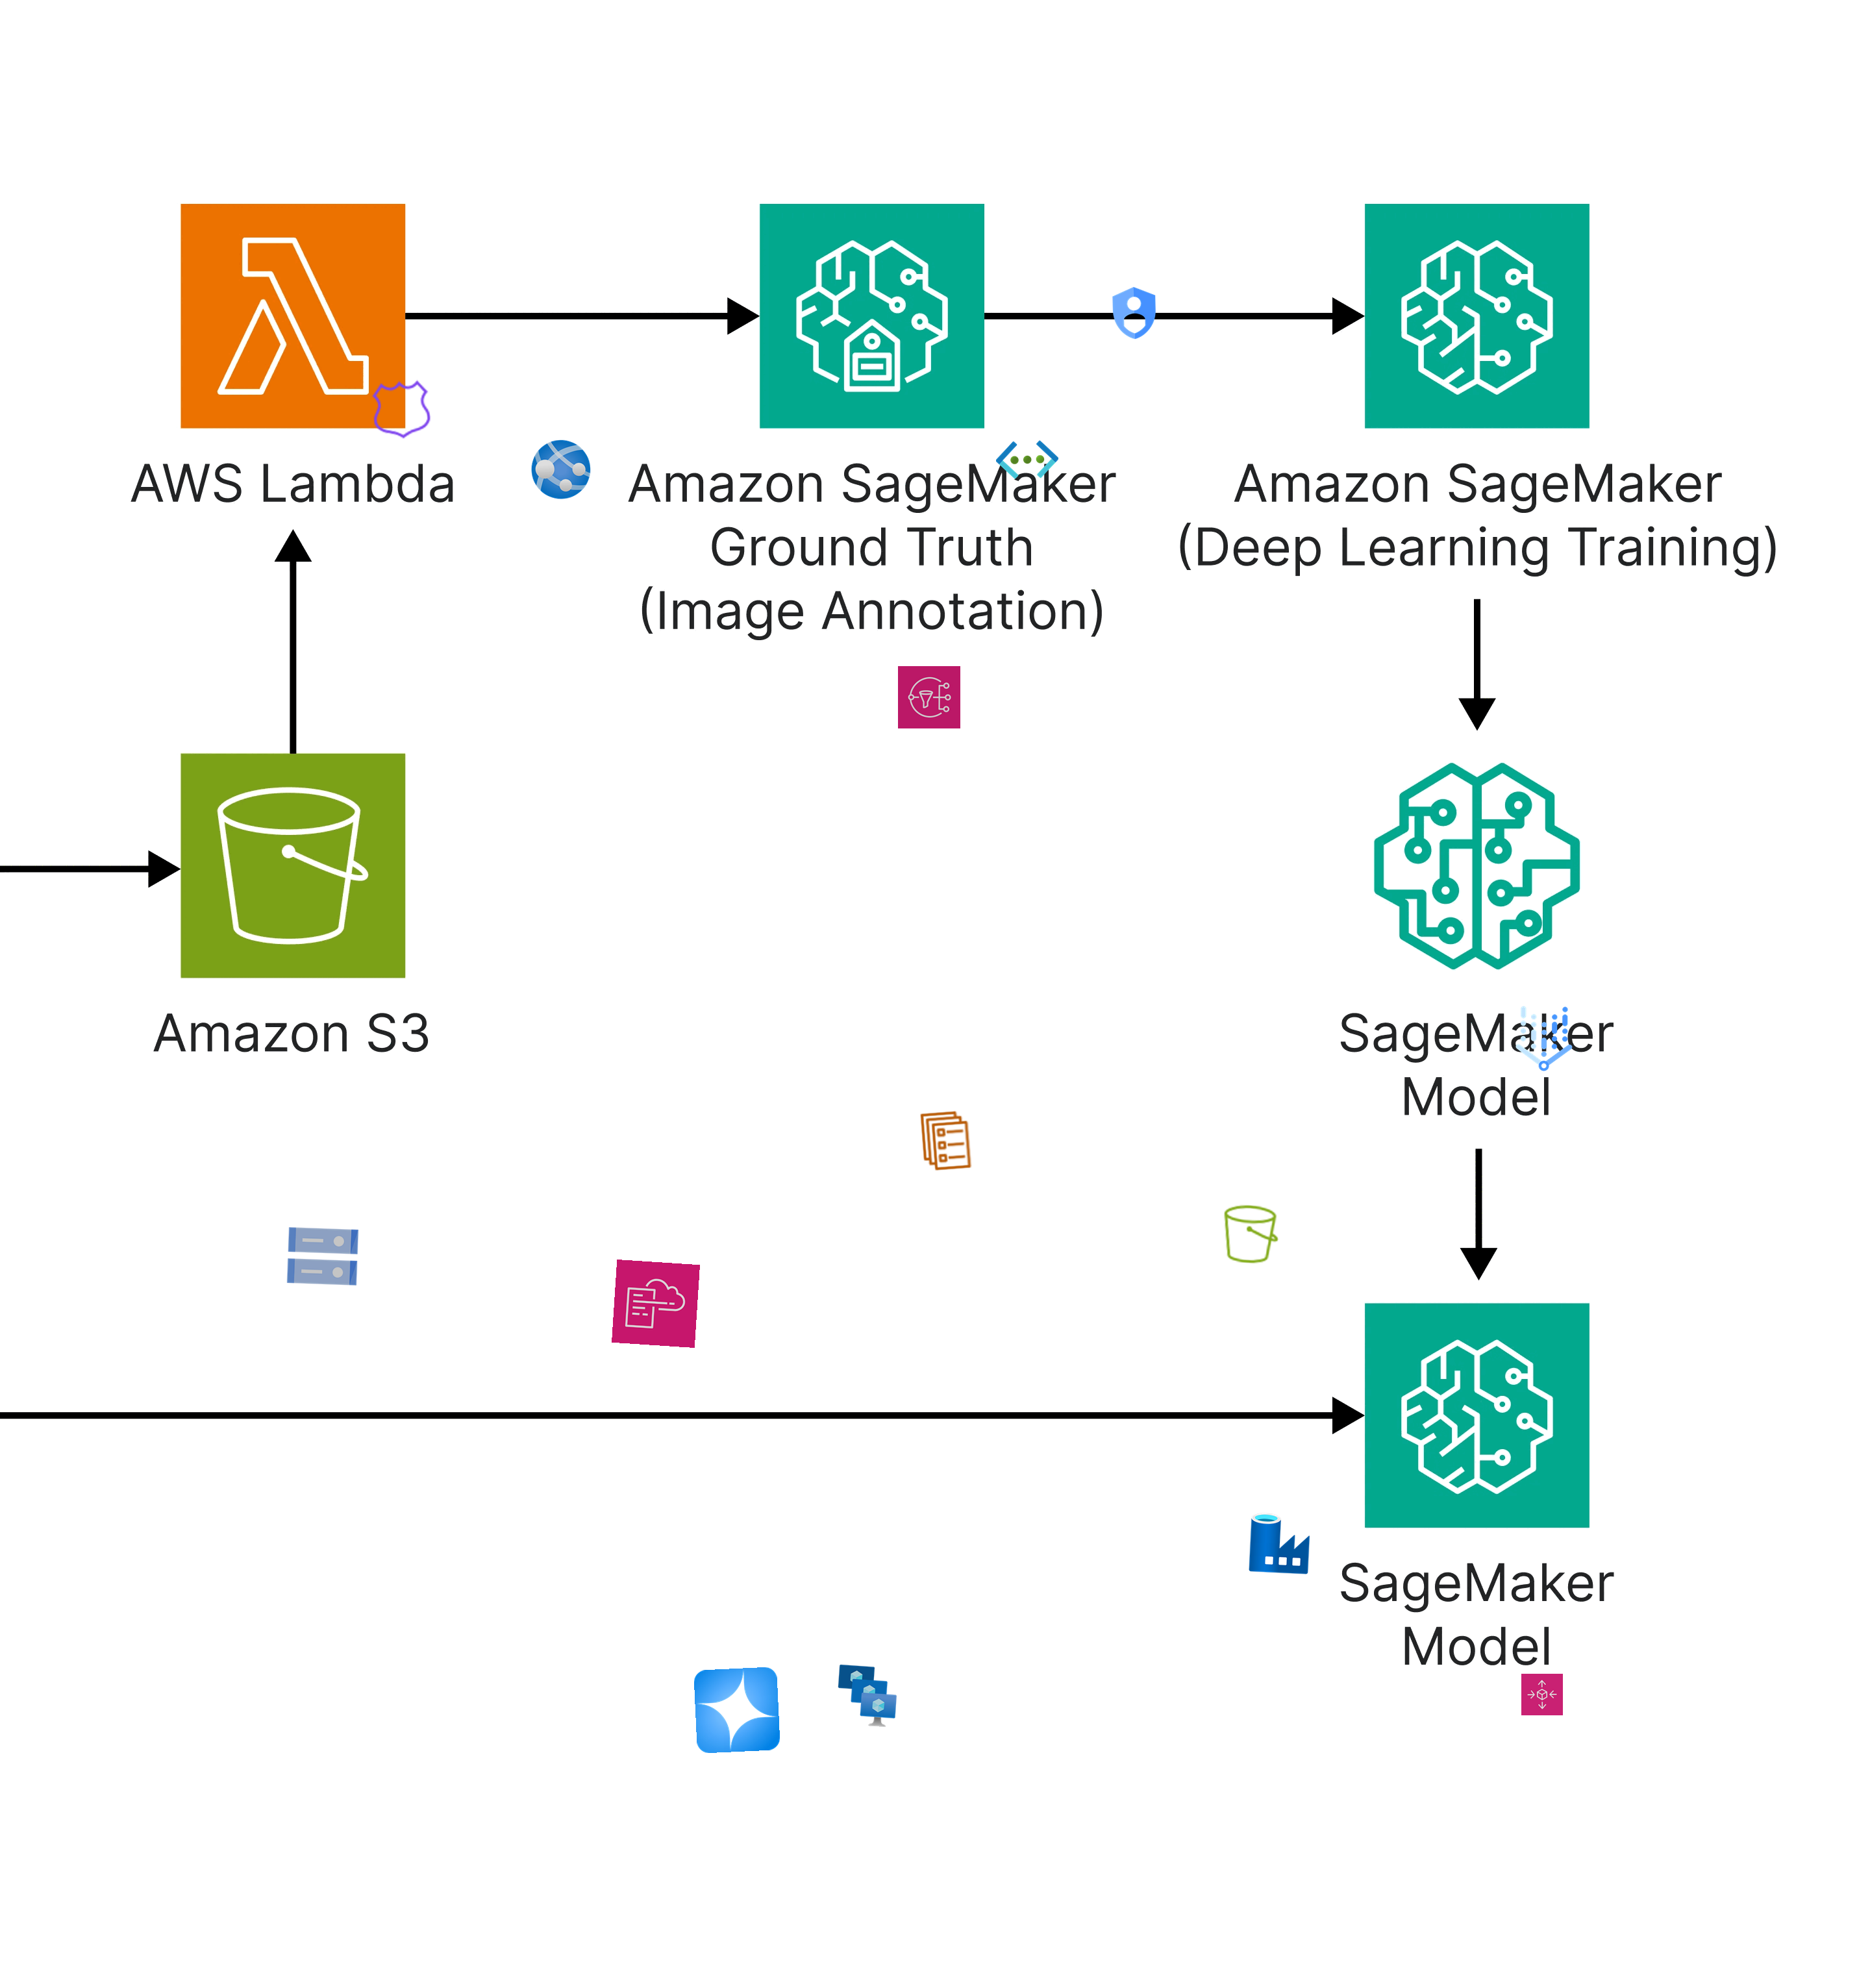 AWS Lambda
Amazon SageMaker
Ground Truth
(Image Annotation)
Amazon SageMaker
(Deep Learning Training)
Amazon S3
SageMaker
Model
SageMaker
Model